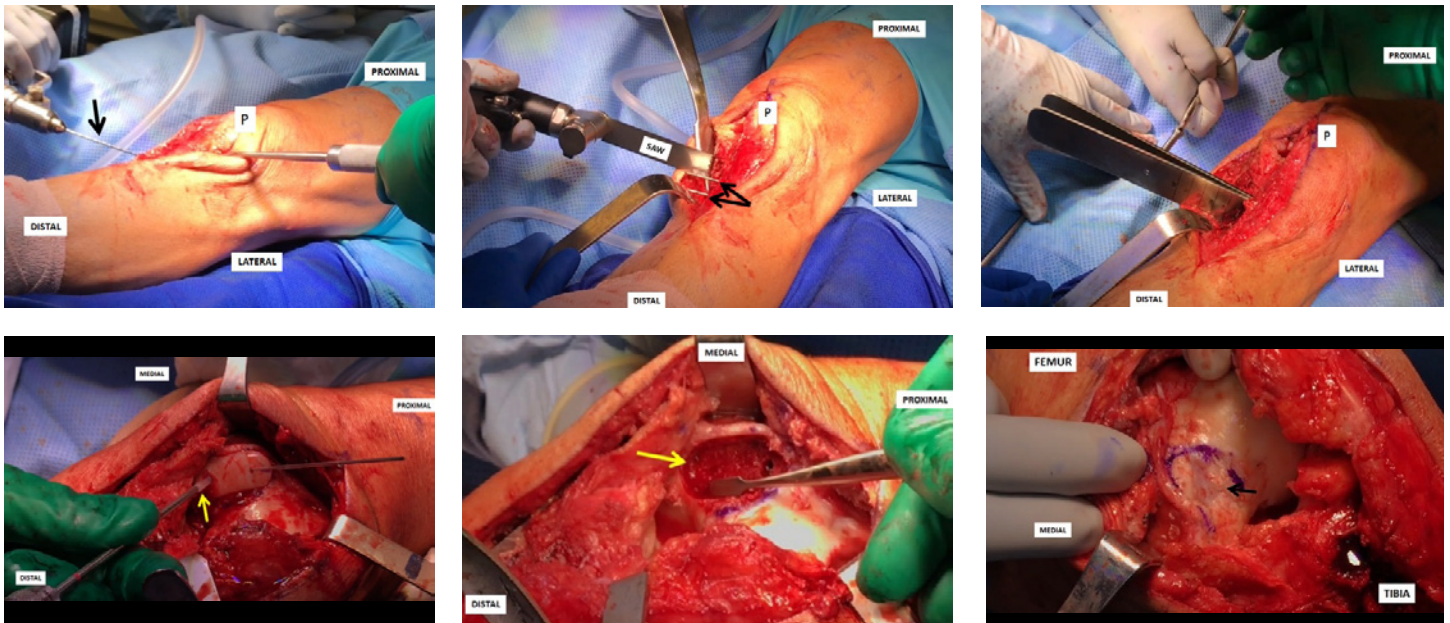 PROXIMAL
P
DISTAL
LATERAL
PROXIMAL
P
SAW
LATERAL
DISTAL
PROXIMAL
P
LATERAL
DISTAL
MEDIAL
PROXIMAL
DISTAL
MEDIAL
PROXIMAL
DISTAL
FEMUR
MEDIAL
TIBIA